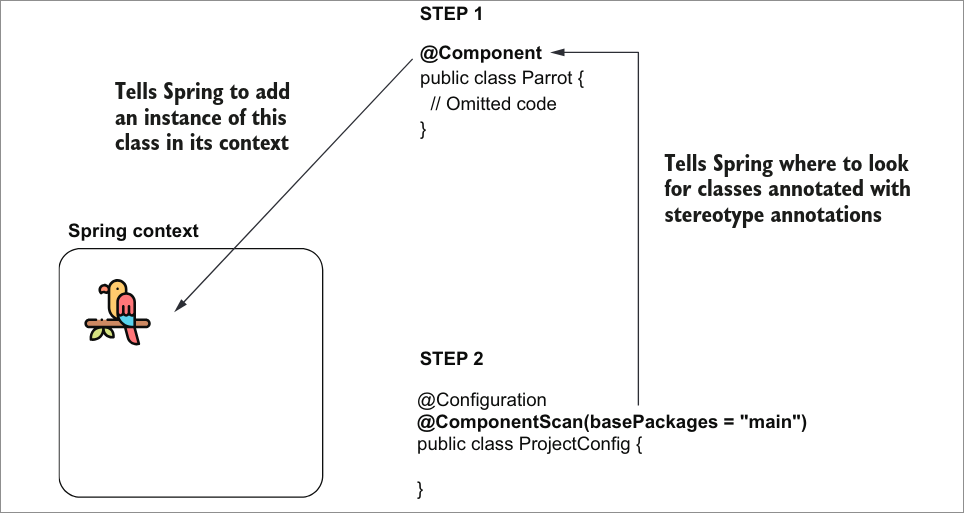 STEP 1
@Component
public class Parrot {
// Omitted code
}
Tells Spring to add
an instance of this
class in its context
Tells Spring where to look
for classes annotated with
stereotype annotations
Spring context
STEP 2
@Configuration
@ComponentScan(basePackages = "main")
public class ProjectConfig {
}